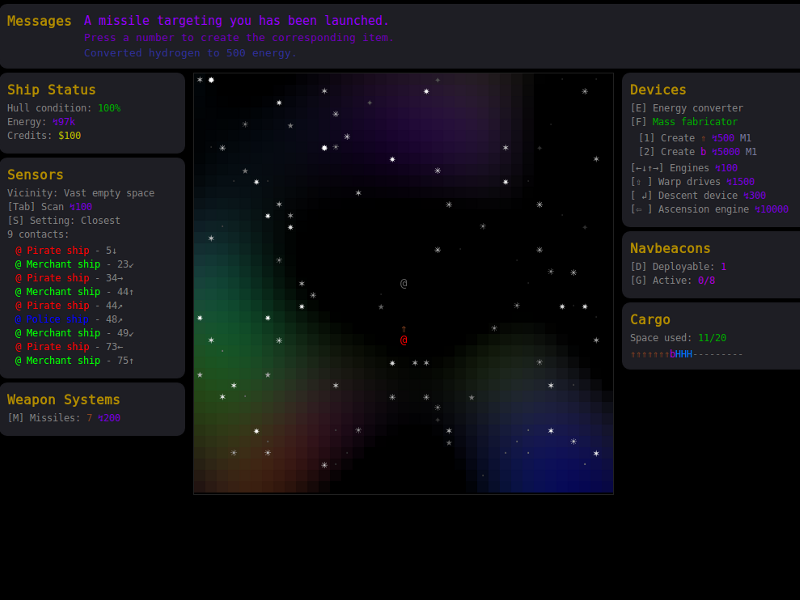 Messages
A missile targeting you has been launched.
Press a number to create the corresponding item.
Converted hydrogen to 500 energy.
Ship Status
Hull condition: 100%
Energy: ↯97k
Credits: $100
Sensors
Vicinity: Vast empty space
[Tab] Scan ↯100
[S] Setting: Closest
9 contacts:
@ Pirate ship - 5↓
@ Merchant ship - 23↙
@ Pirate ship - 34→
@ Merchant ship - 44↑
@ Pirate ship - 44↗
@ Police ship - 48↗
@ Merchant ship - 49↙
@ Pirate ship - 73←
@ Merchant ship - 75↑
Weapon Systems
[M] Missiles: 7 ↯200
@
↑
@
Devices
[E] Energy converter
[F] Mass fabricator
[1] Create ↑ ↯500 M1
[2] Create b ↯5000 M1
[←↓↑→] Engines ↯100
[⇧ ] Warp drives ↯1500
[ ↲] Descent device ↯300
[⇦ ] Ascension engine ↯10000
Navbeacons
[D] Deployable: 1
[G] Active: 0/8
Cargo
Space used: 11/20
↑↑↑↑↑↑↑bHHH---------